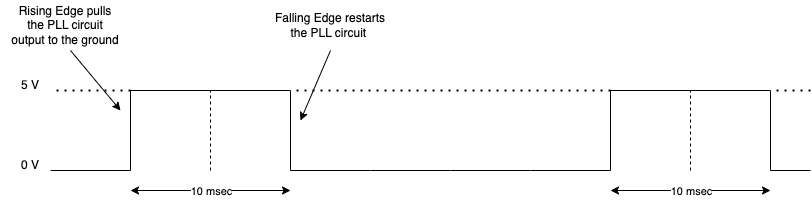 Rising Edge pulls
the PLL circuit
output to the ground
Falling Edge restarts
the PLL circuit
5 V
0 V
10 msec
10 msec